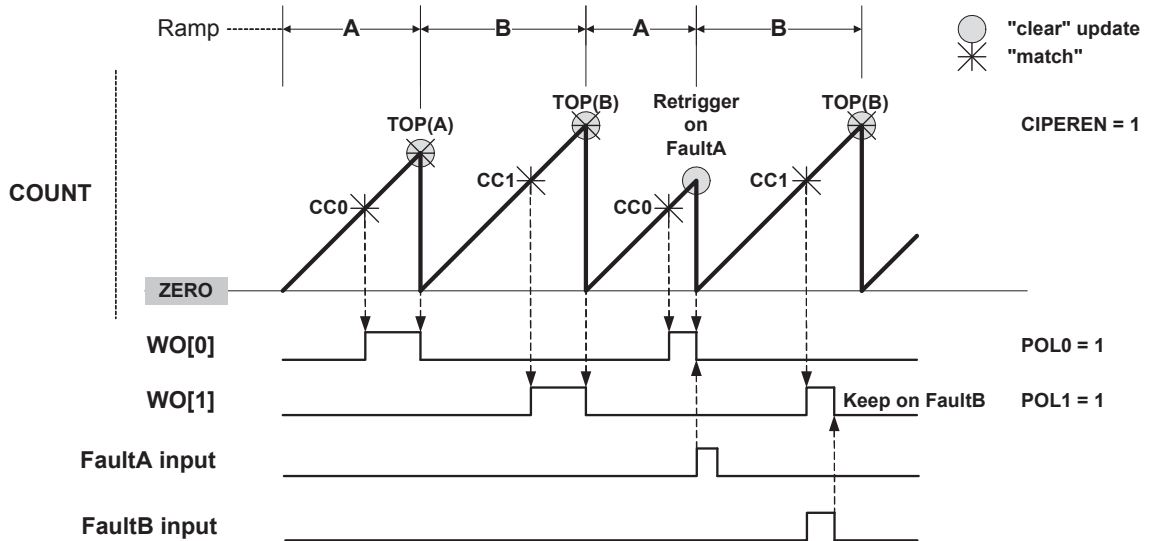 Ramp A B A B "clear" update
"match"
TOP(A) TOP(B) Retrigger TOP(B)
on
FaultA
CIPEREN = 1
COUNT
CC0 CC1 CC0 CC1
ZERO
WO[0] POL0 = 1
WO[1] Keep on FaultB POL1 = 1
FaultA input
FaultB input